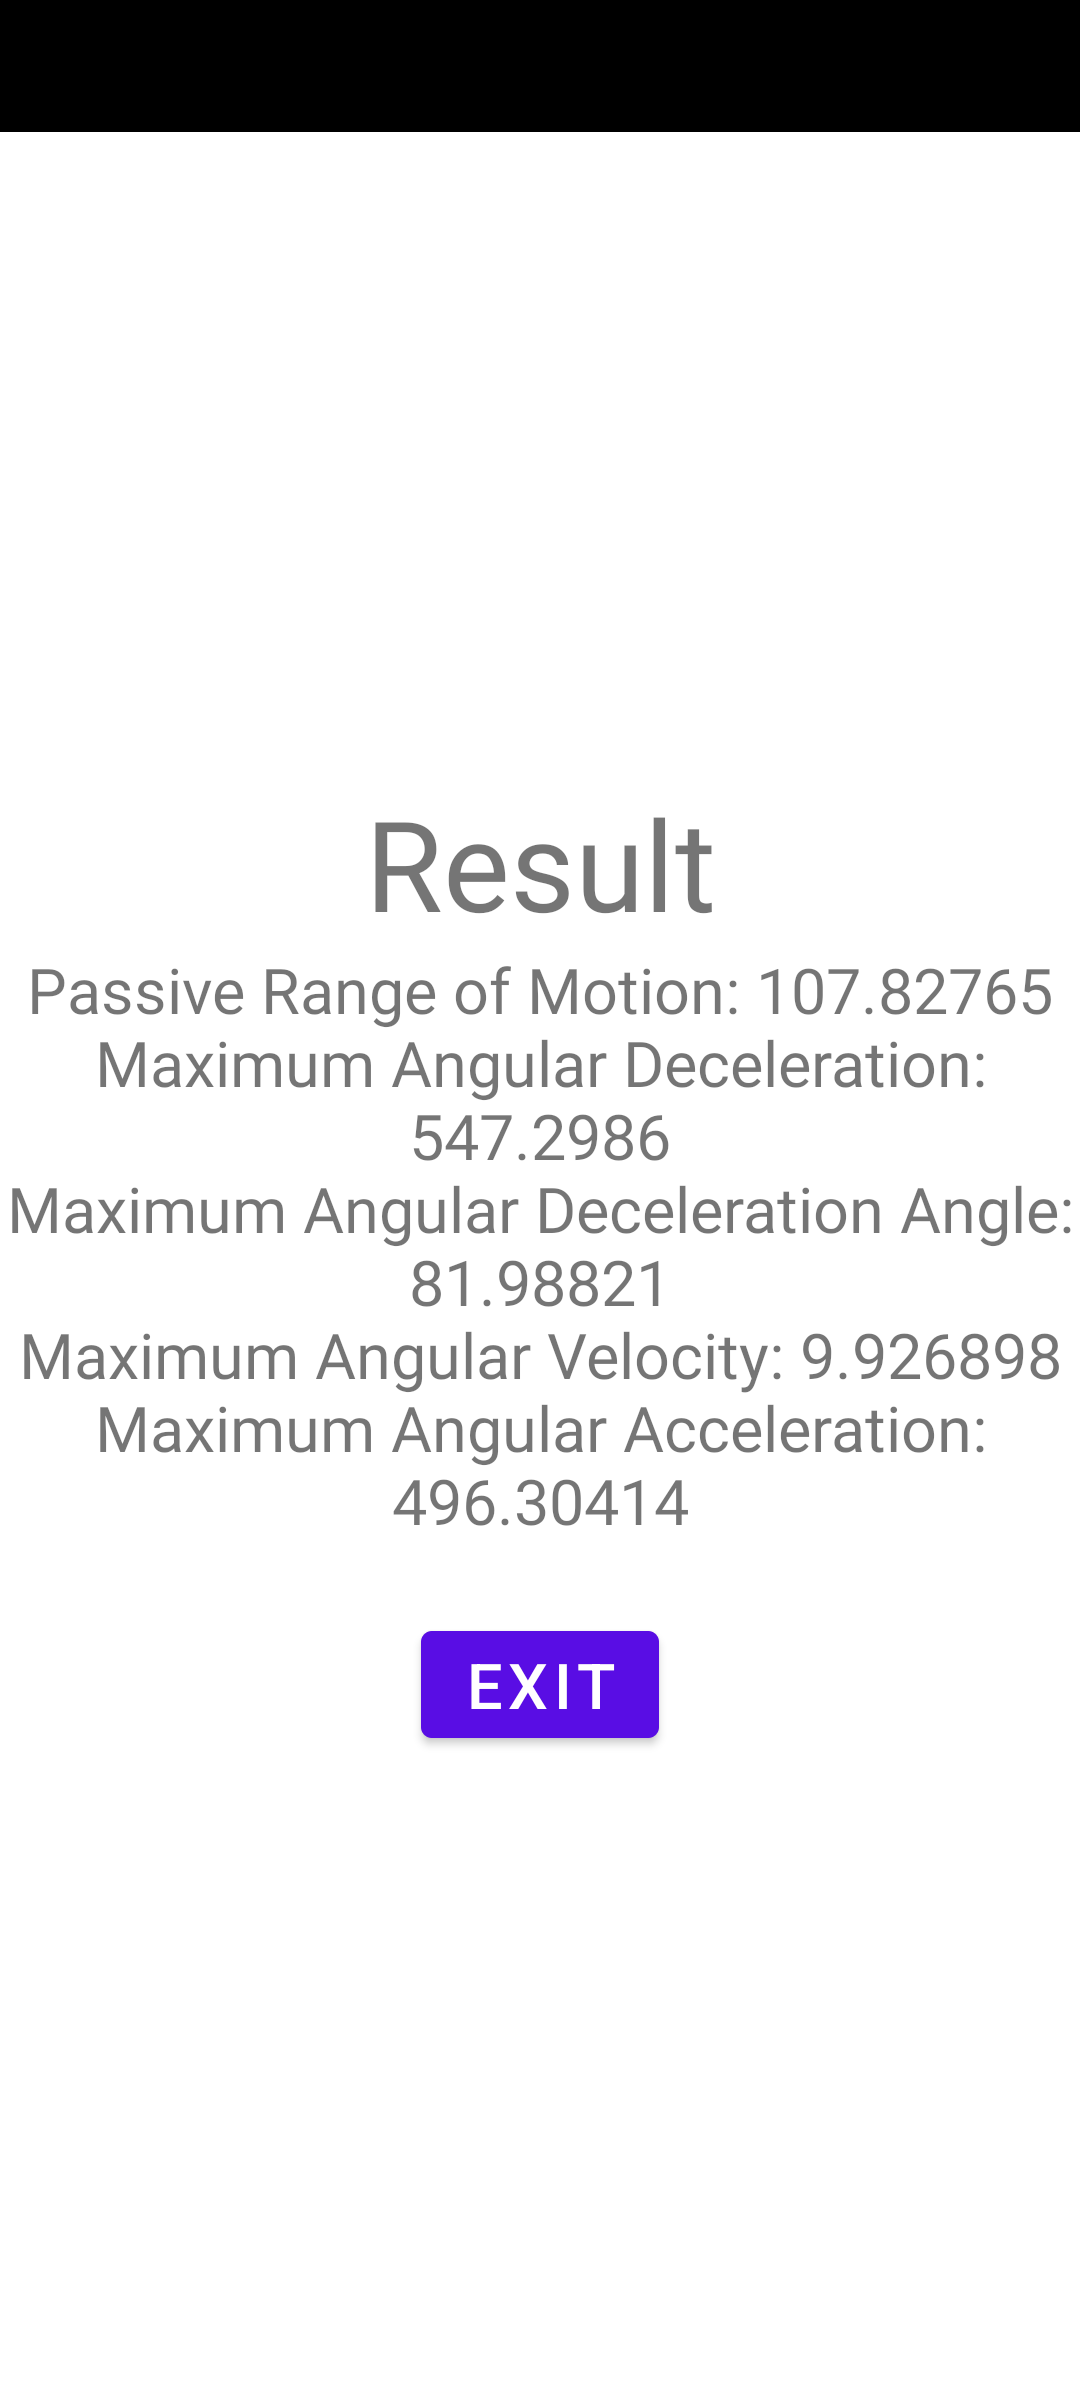 Result
Passive Range of Motion: 107.82765
Maximum Angular Deceleration:
547.2986
Maximum Angular Deceleration Angle:
81.98821
Maximum Angular Velocity: 9.926898
Maximum Angular Acceleration:
496.30414
EXIT